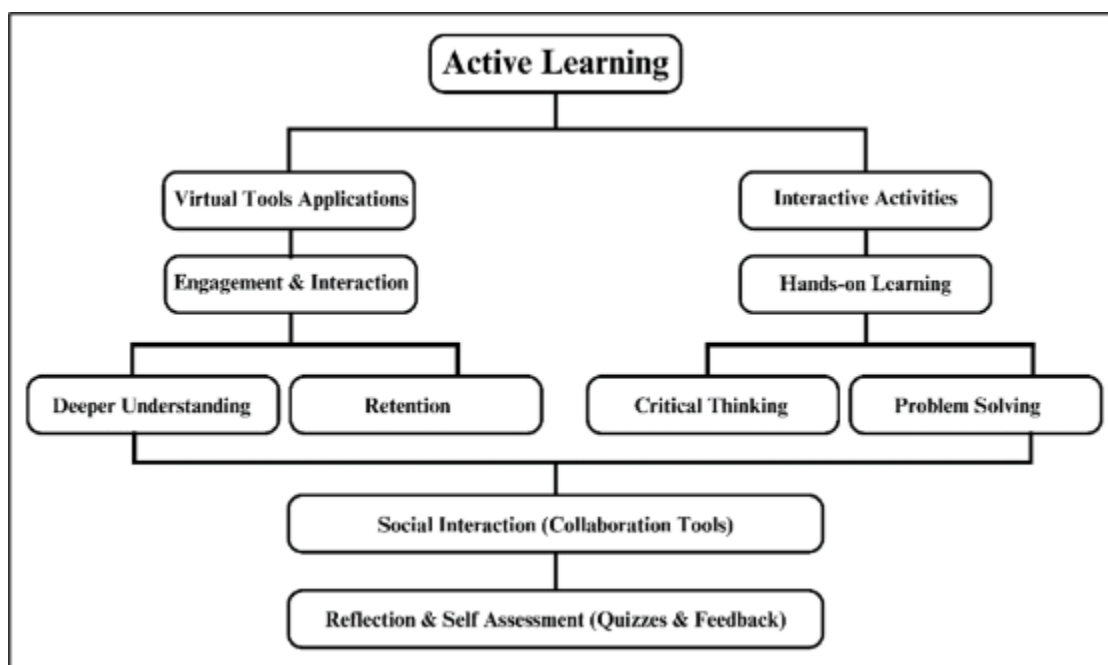 Active Learning
Virtual Tools Applications
Interactive Activities
Engagement & Interaction
Hands-on Learning
Deeper Understanding
Retention
Critical Thinking
Problem Solving
Social Interaction (Collaboration Tools)
Reflection & Self Assessment (Quizzes & Feedback)